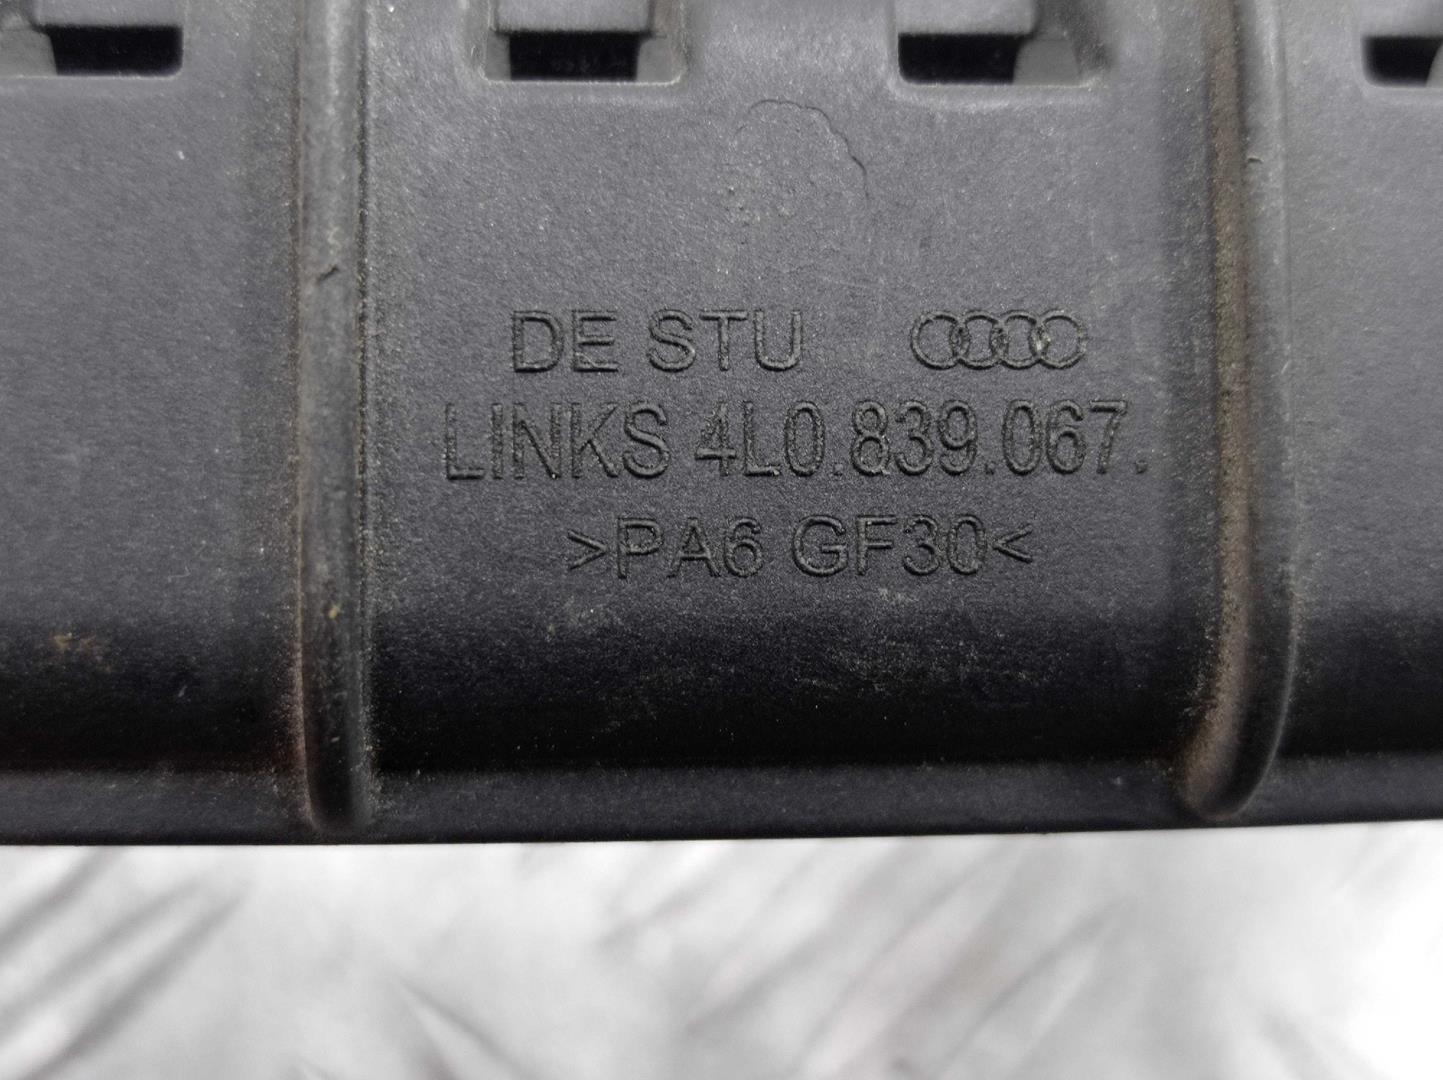 DE STU
LINKS 4L0.839.067.
>PA6 GF30<